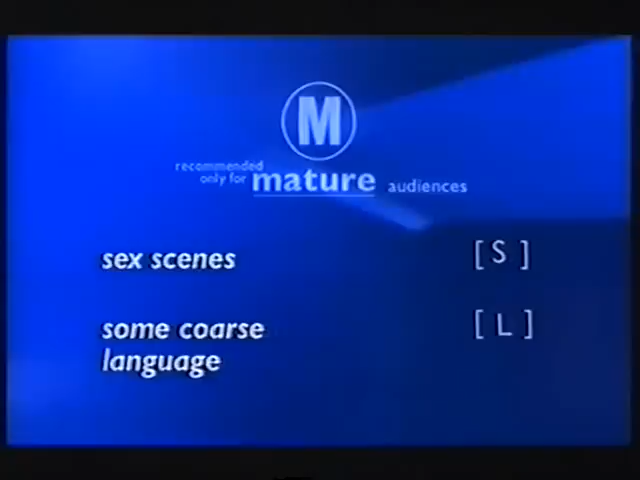 M
recommended
only for mature audiences
sex scenes [ S ]
some coarse [ L ]
language